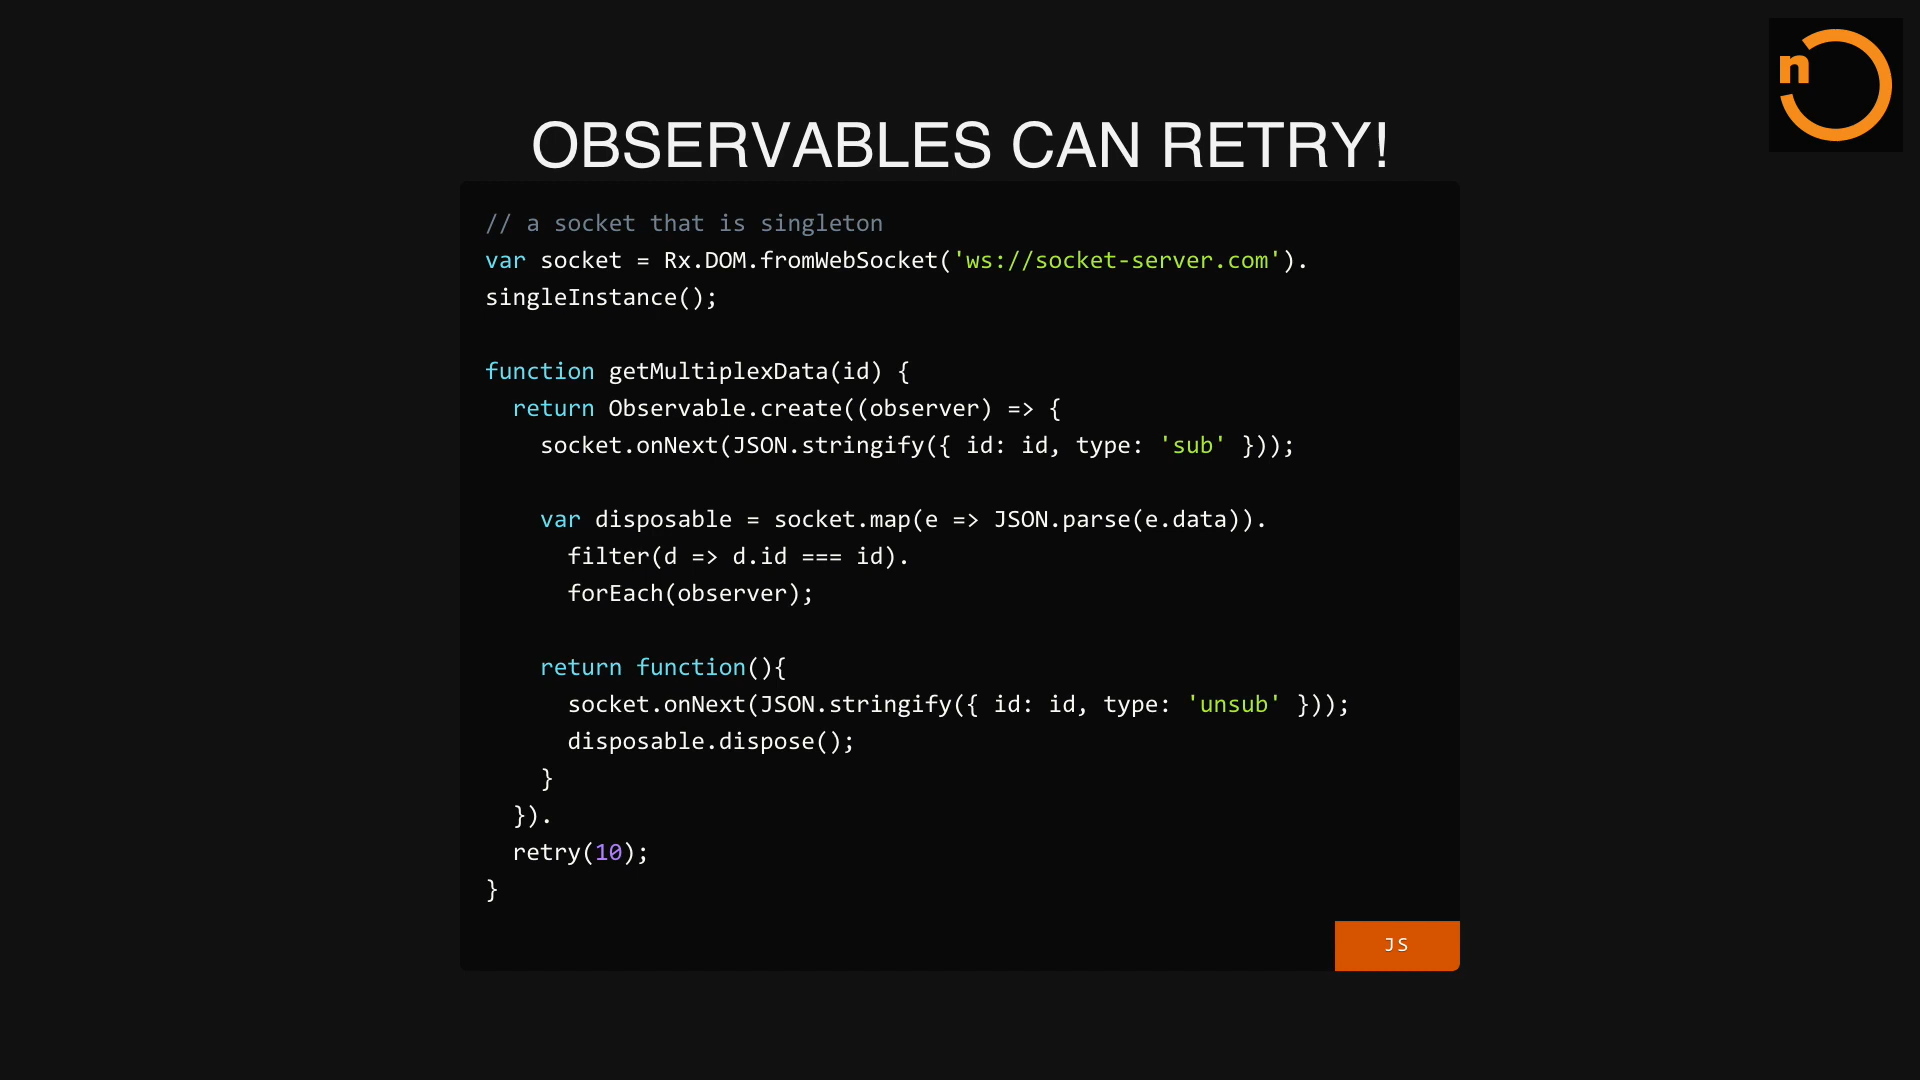 n
OBSERVABLES CAN RETRY!
// a socket that is singleton
var socket = Rx.DOM.fromWebSocket('ws://socket-server.com').
singleInstance();
function getMultiplexData(id) {
  return Observable.create((observer) => {
    socket.onNext(JSON.stringify({ id: id, type: 'sub' }));
    var disposable = socket.map(e => JSON.parse(e.data)).
      filter(d => d.id === id).
      forEach(observer);
    return function(){
      socket.onNext(JSON.stringify({ id: id, type: 'unsub' }));
      disposable.dispose();
    }
  }).
  retry(10);
}
JS